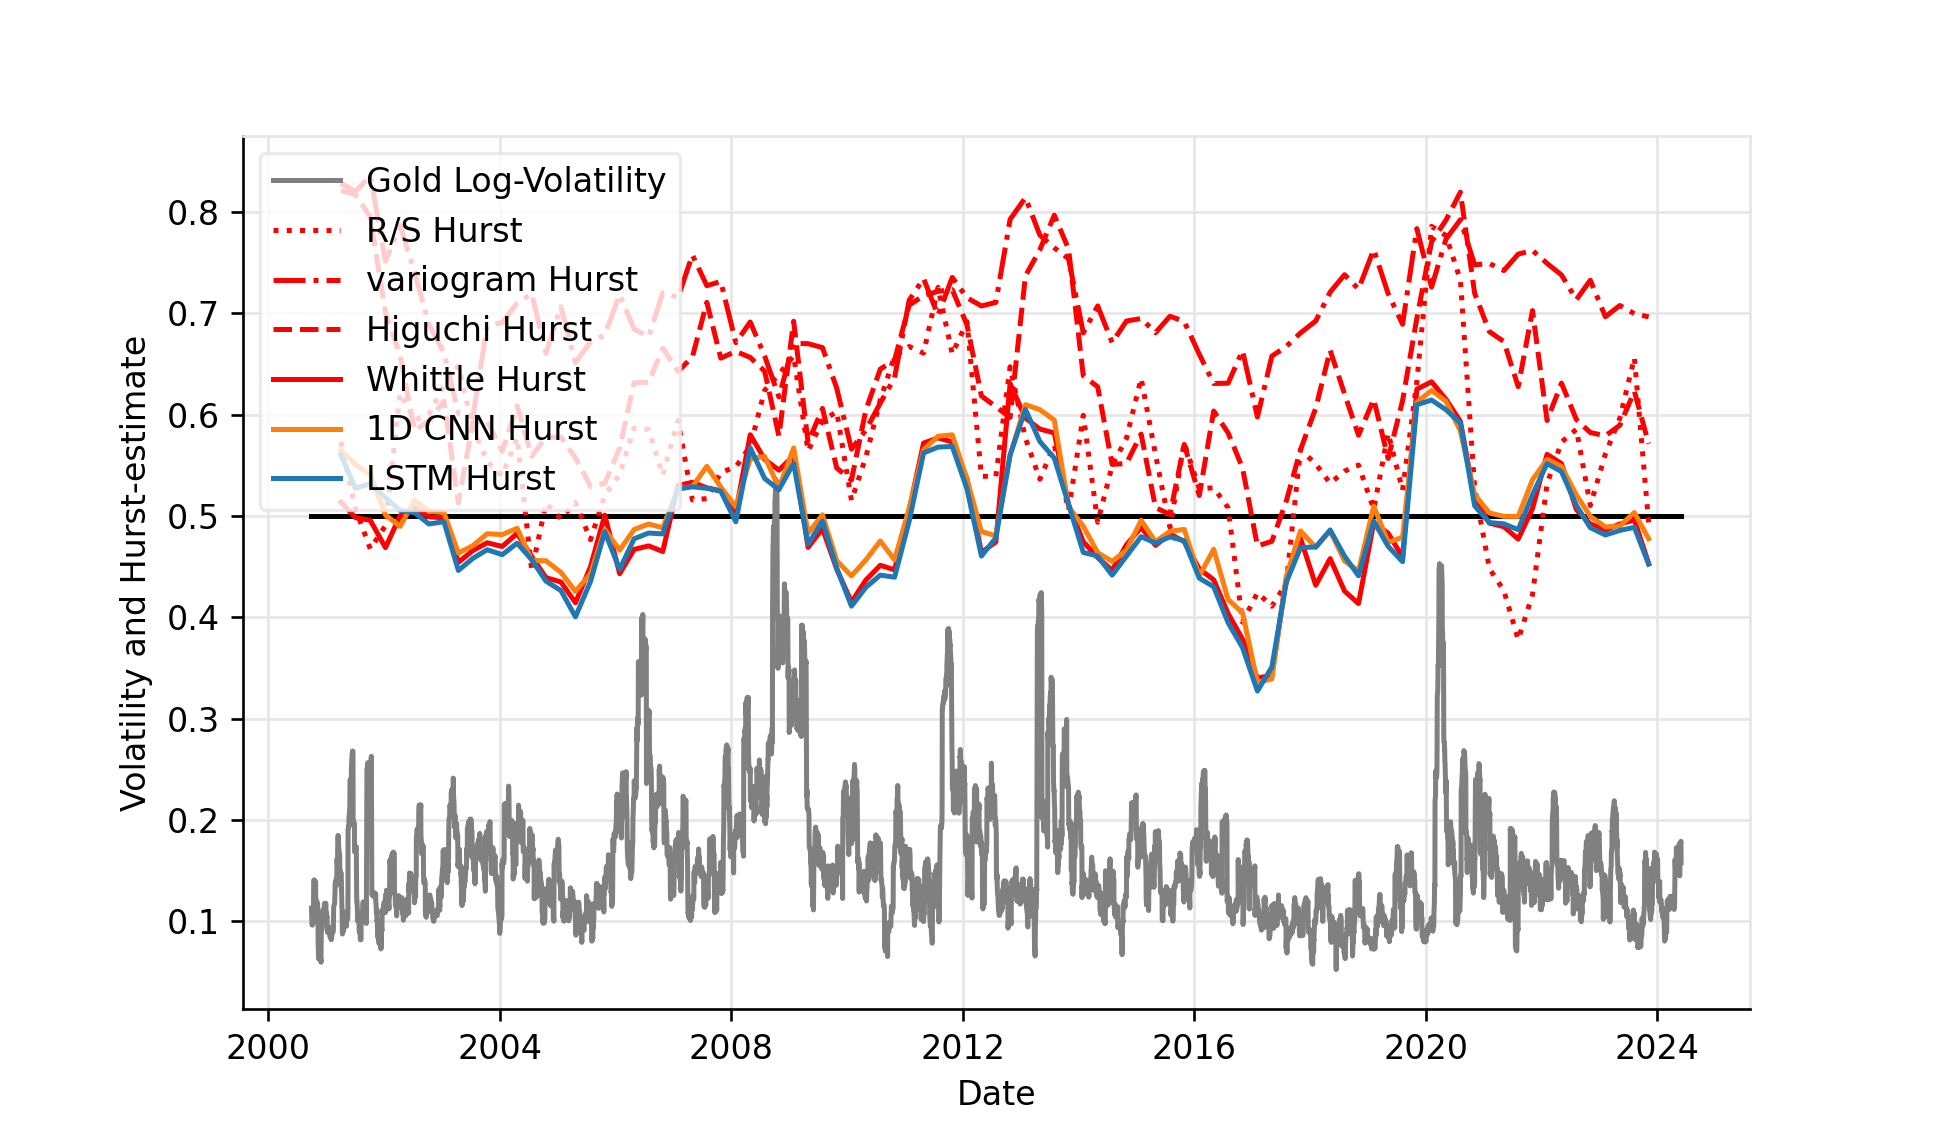 Gold Log-Volatility
R/S Hurst
variogram Hurst
Higuchi Hurst
Whittle Hurst
1D CNN Hurst
LSTM Hurst
Volatility and Hurst-estimate
0.8
0.7
0.6
0.5
0.4
0.3
0.2
0.1
2000 2004 2008 2012 2016 2020 2024
Date